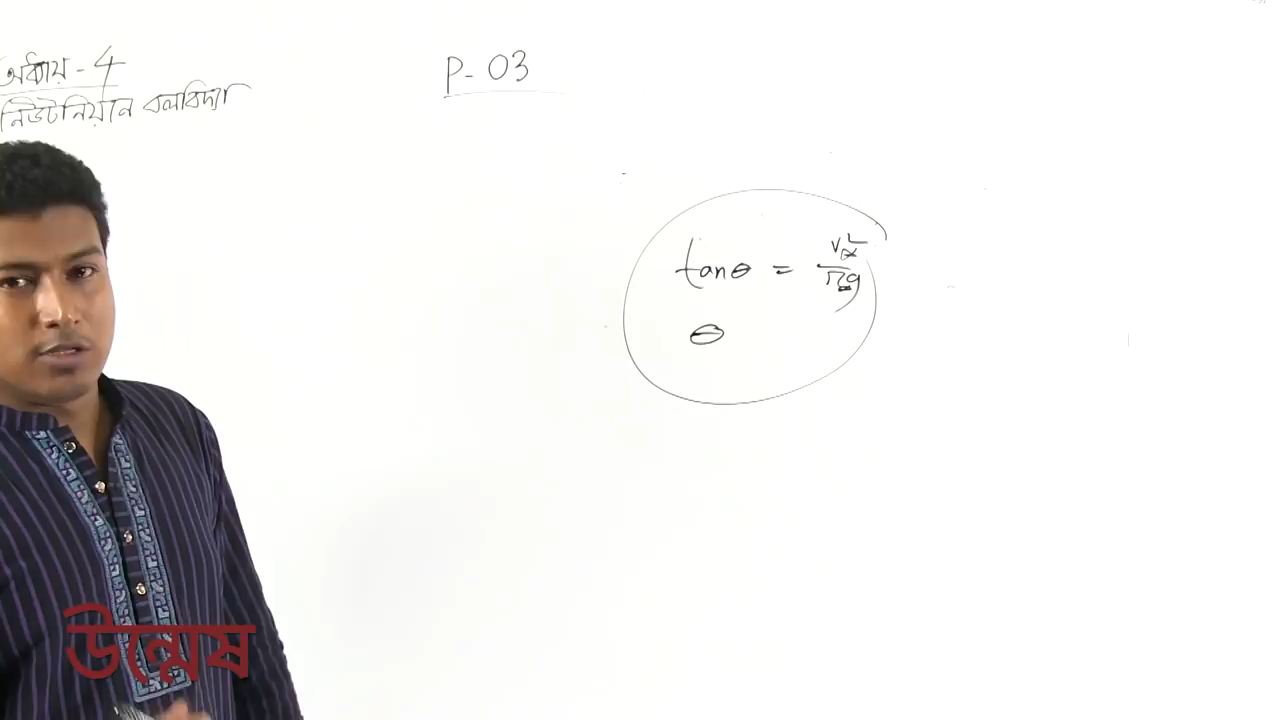 অধ্যায় - 4
নিউটনিয়ান বলবিদ্যা
P- 03
tanθ = v²/rg
θ
উন্মেষ